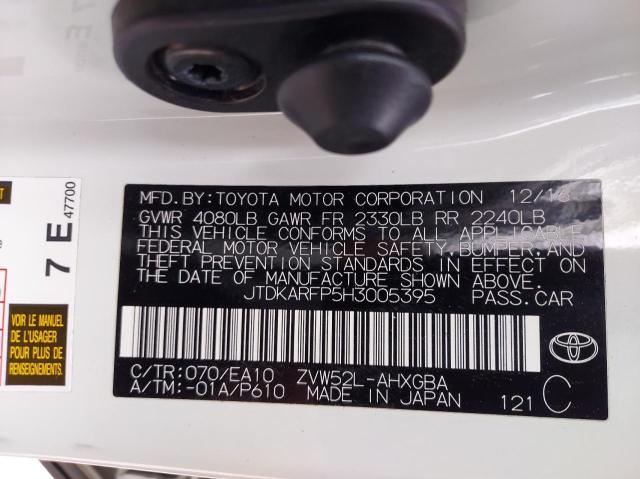 MFD. BY: TOYOTA MOTOR CORPORATION 12/16
GVWR 4080LB GAWR FR 2330LB RR 2240LB
THIS VEHICLE CONFORMS TO ALL APPLICABLE
FEDERAL MOTOR VEHICLE SAFETY, BUMPER, AND
THEFT PREVENTION STANDARDS IN EFFECT ON
THE DATE OF MANUFACTURE SHOWN ABOVE.
JTDKARFP5H3005395 PASS. CAR
C/TR: 070/EA10 ZVW52L-AHXGBA
A/TM: -01A/P610 MADE IN JAPAN 121 C
TOYOTA
7 E 47700
VOIR LE MANUEL
DE L'USAGER
POUR PLUS DE
RENSEIGNEMENTS.